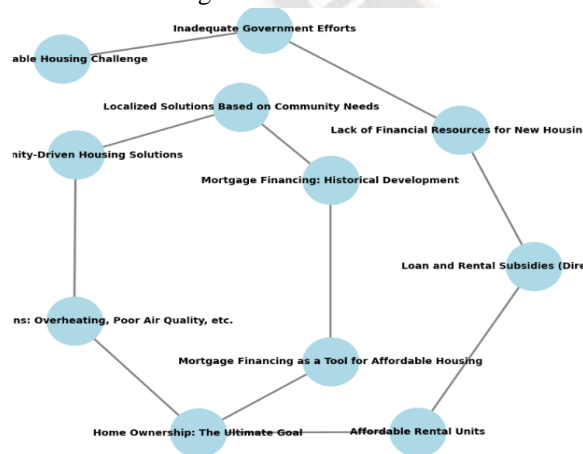 Inadequate Government Efforts
able Housing Challenge
Localized Solutions Based on Community Needs
Lack of Financial Resources for New Housin
nity-Driven Housing Solutions
Mortgage Financing: Historical Development
Loan and Rental Subsidies (Dire
ns: Overheating, Poor Air Quality, etc.
Mortgage Financing as a Tool for Affordable Housing
Home Ownership: The Ultimate Goal
Affordable Rental Units